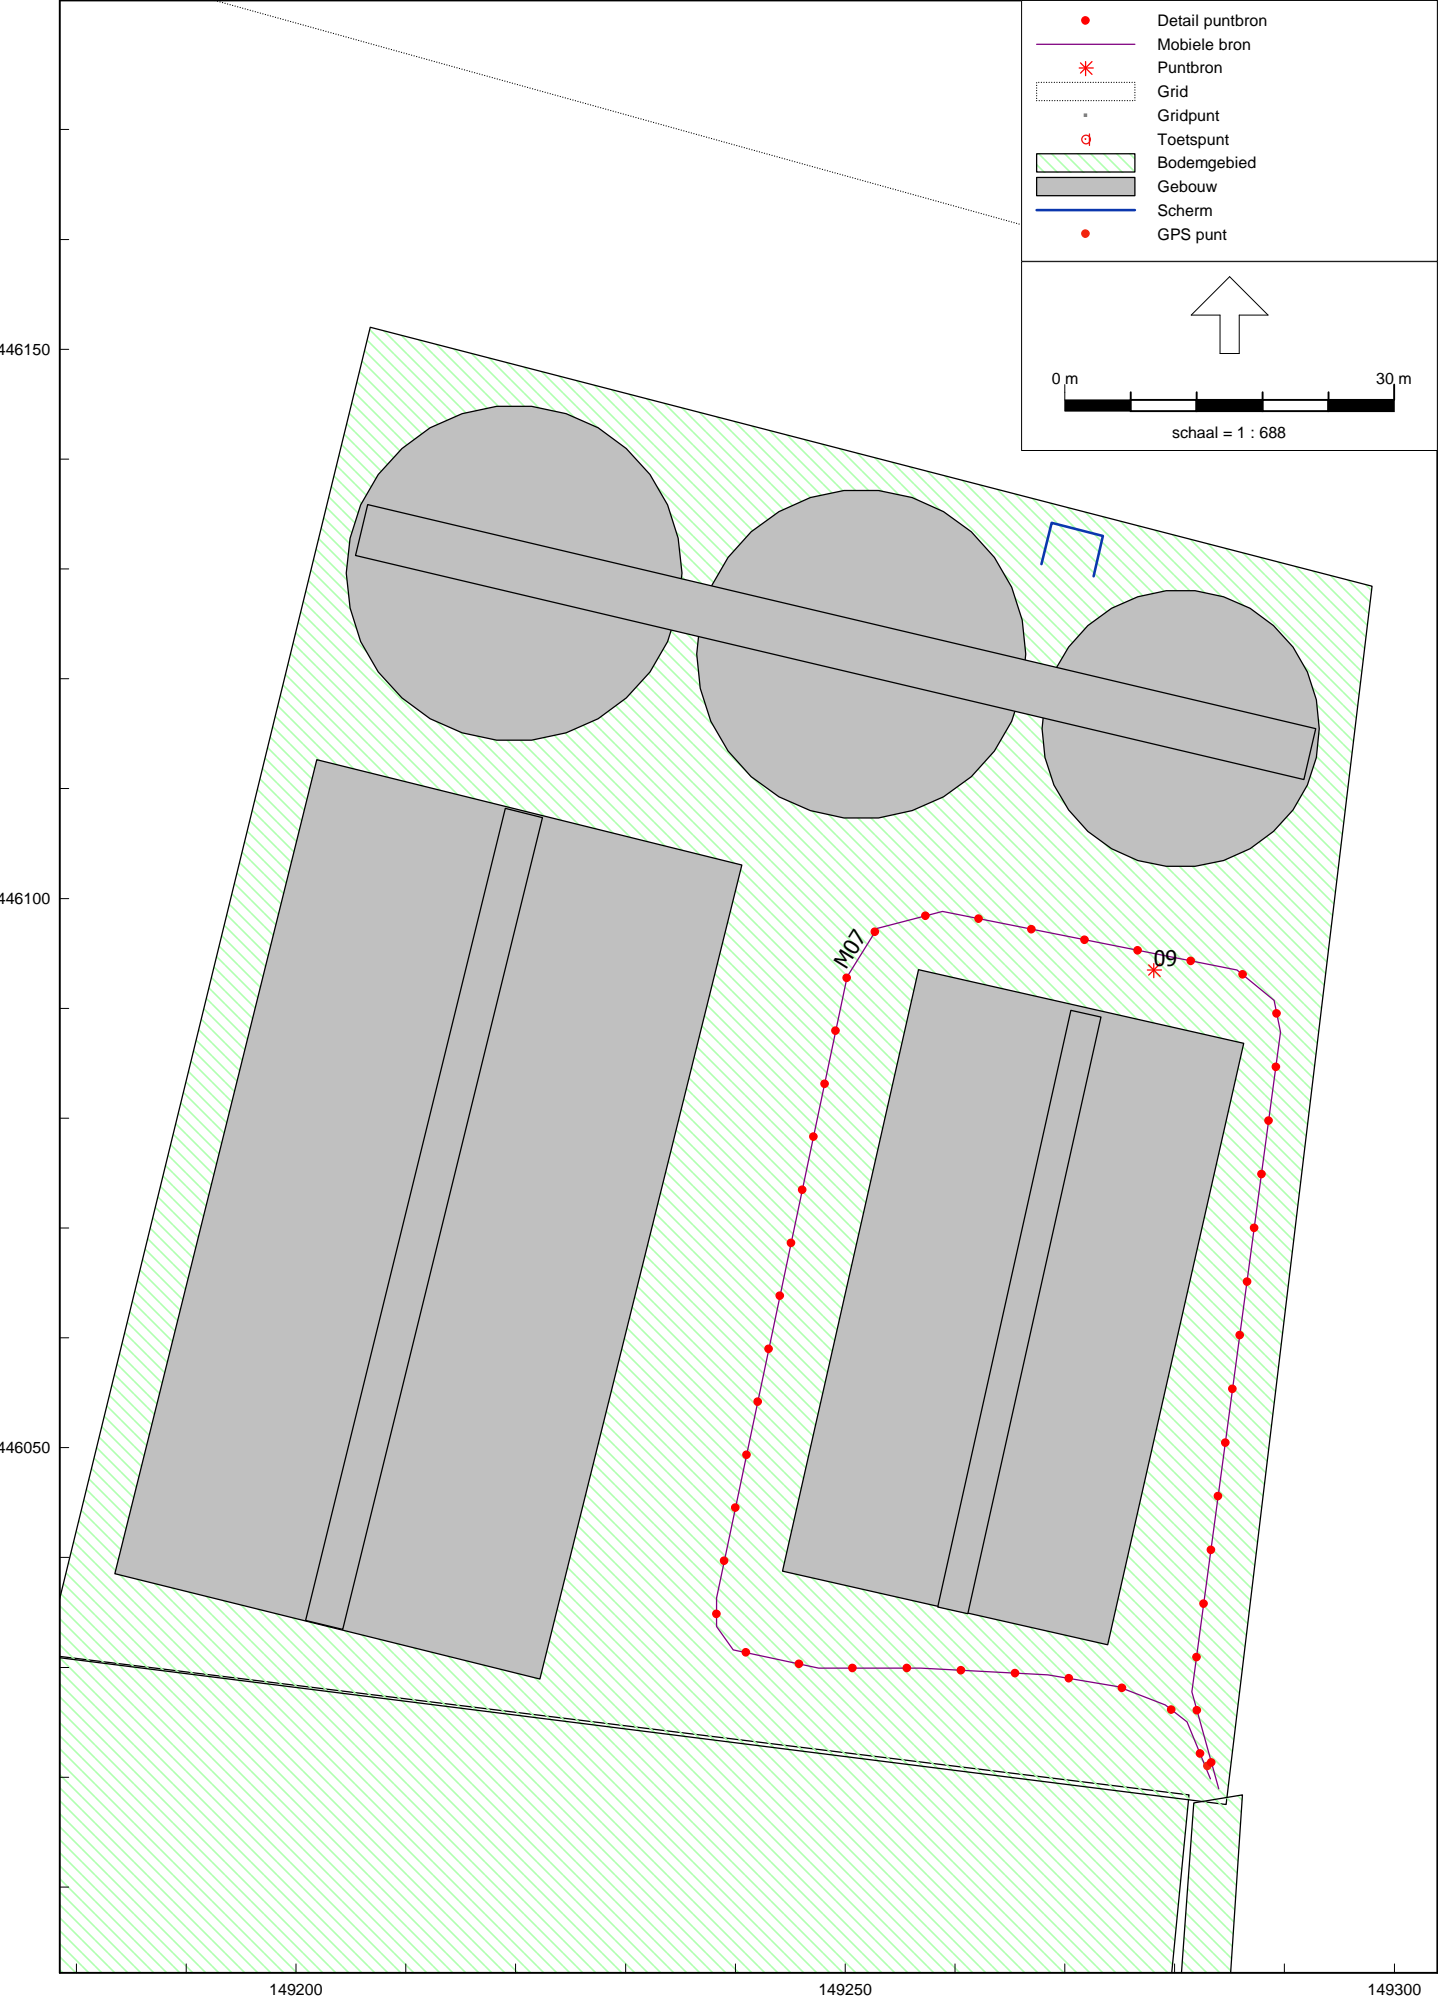 Detail puntbron
Mobiele bron
Puntbron
Grid
Gridpunt
Toetspunt
Bodemgebied
Gebouw
Scherm
GPS punt
0 m 30 m
schaal = 1 : 688
446150
M07
09
446100
446050
149200 149250 149300